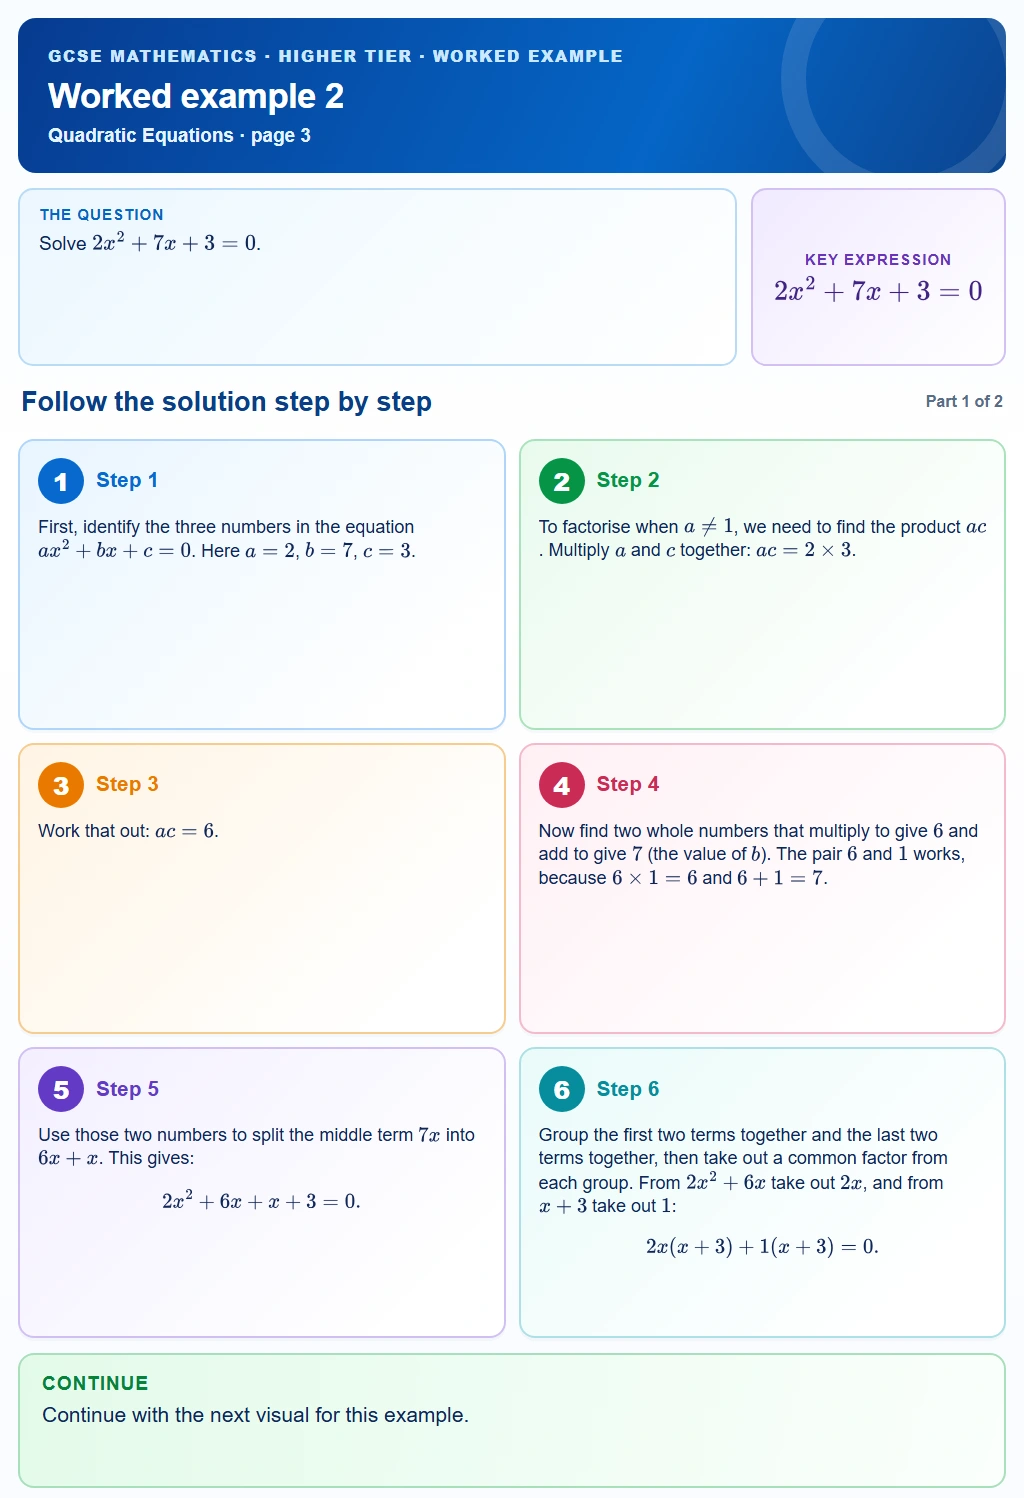 GCSE MATHEMATICS · HIGHER TIER · WORKED EXAMPLE
Worked example 2
Quadratic Equations · page 3
THE QUESTION
Solve 2x² + 7x + 3 = 0.
KEY EXPRESSION
2x² + 7x + 3 = 0
Follow the solution step by step
Part 1 of 2
1 Step 1
First, identify the three numbers in the equation
ax² + bx + c = 0. Here a = 2, b = 7, c = 3.
2 Step 2
To factorise when a ≠ 1, we need to find the product ac
. Multiply a and c together: ac = 2 × 3.
3 Step 3
Work that out: ac = 6.
4 Step 4
Now find two whole numbers that multiply to give 6 and
add to give 7 (the value of b). The pair 6 and 1 works,
because 6 × 1 = 6 and 6 + 1 = 7.
5 Step 5
Use those two numbers to split the middle term 7x into
6x + x. This gives:
2x² + 6x + x + 3 = 0.
6 Step 6
Group the first two terms together and the last two
terms together, then take out a common factor from
each group. From 2x² + 6x take out 2x, and from
x + 3 take out 1:
2x(x + 3) + 1(x + 3) = 0.
CONTINUE
Continue with the next visual for this example.